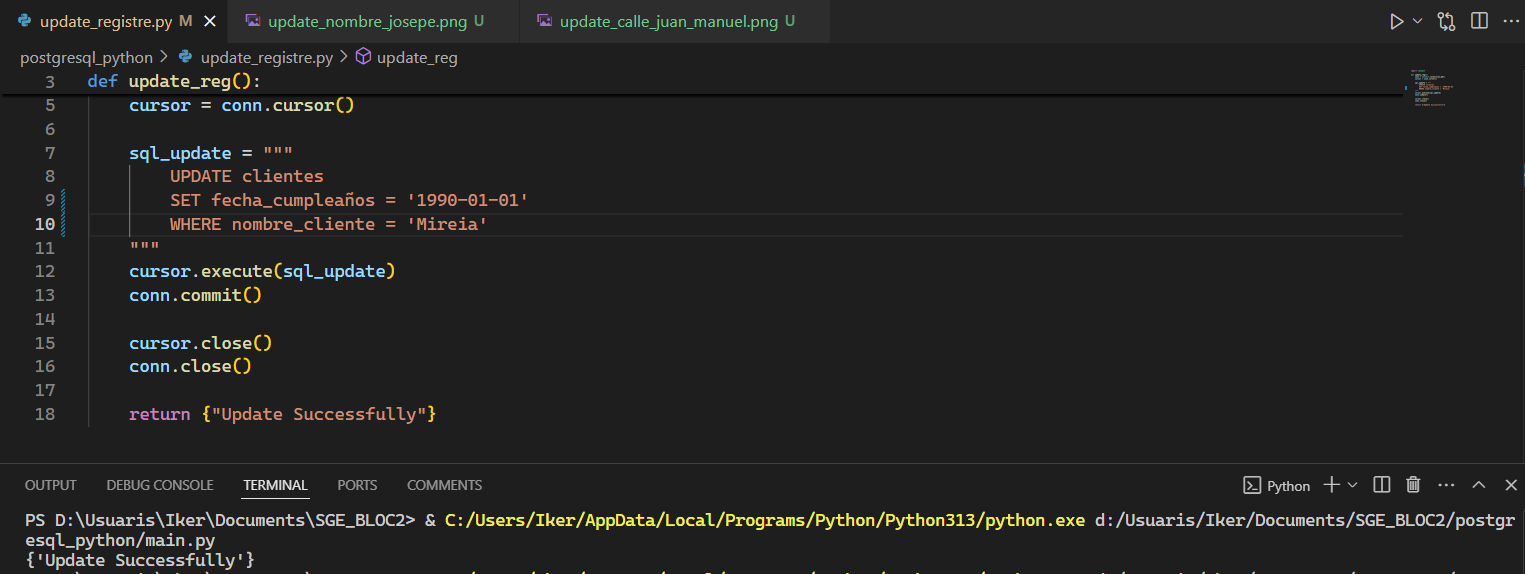 update_registre.py M update_nombre_josepe.png U update_calle_juan_manuel.png U
postgresql_python > update_registre.py > update_reg
3 def update_reg():
5 cursor = conn.cursor()
6
7 sql_update = """
8 UPDATE clientes
9 SET fecha_cumpleaños = '1990-01-01'
10 WHERE nombre_cliente = 'Mireia'
11 """
12 cursor.execute(sql_update)
13 conn.commit()
14
15 cursor.close()
16 conn.close()
17
18 return {"Update Successfully"}
OUTPUT DEBUG CONSOLE TERMINAL PORTS COMMENTS Python
PS D:\Usuaris\Iker\Documents\SGE_BLOC2> & C:/Users/Iker/AppData/Local/Programs/Python/Python313/python.exe d:/Usuaris/Iker/Documents/SGE_BLOC2/postgr
esql_python/main.py
{'Update Successfully'}